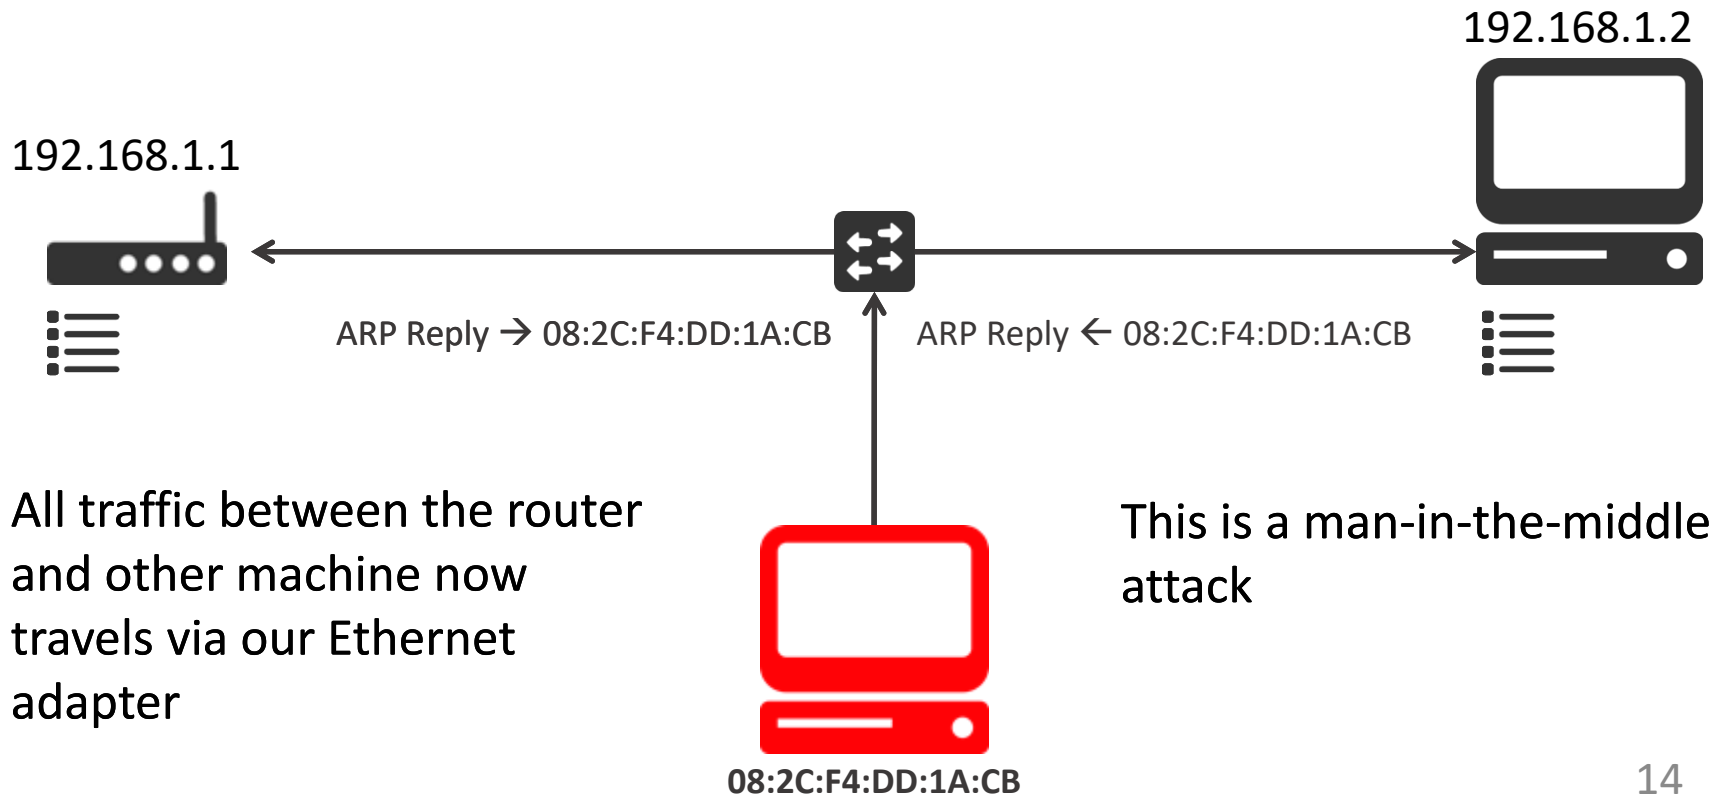 192.168.1.2
192.168.1.1
ARP Reply → 08:2C:F4:DD:1A:CB
ARP Reply ← 08:2C:F4:DD:1A:CB
All traffic between the router
and other machine now
travels via our Ethernet
adapter
This is a man-in-the-middle
attack
08:2C:F4:DD:1A:CB
14